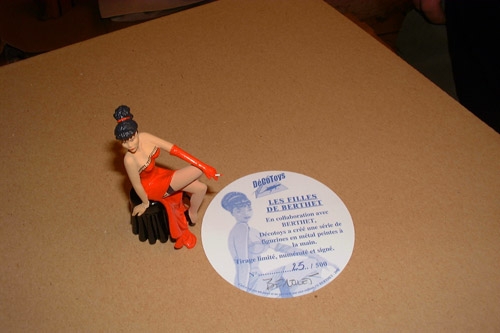 DéCOToys
LES FILLES
DE BERTHET
En collaboration avec
BERTHET,
Décotoys a créé une série de
figurines en métal peintes à
la main.
Tirage limité, numéroté et signé.
N°.............25../ 500